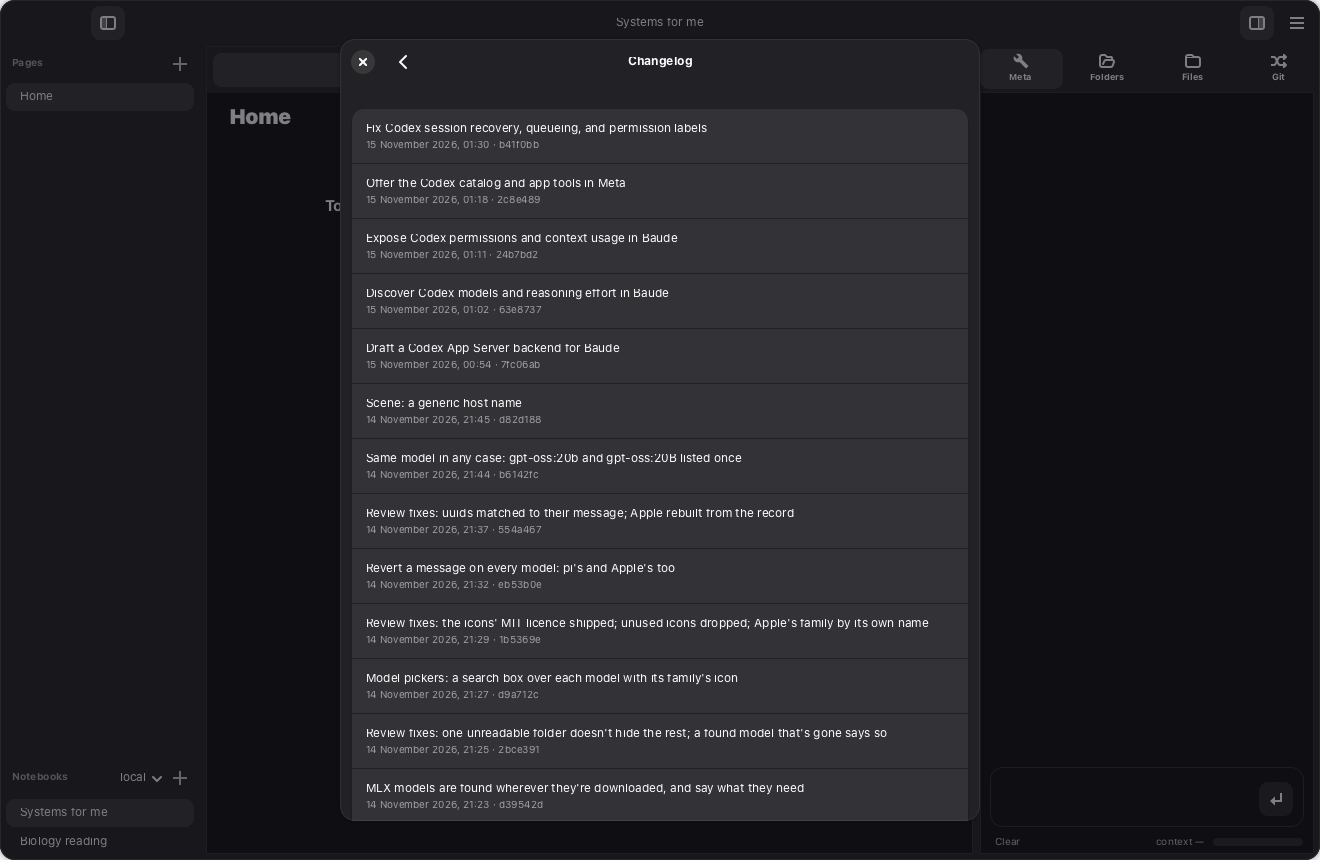 Systems for me
Pages
Home
Home
To
Changelog
Fix Codex session recovery, queueing, and permission labels
15 November 2026, 01:30 · b41f0bb
Offer the Codex catalog and app tools in Meta
15 November 2026, 01:18 · 2c8e489
Expose Codex permissions and context usage in Baude
15 November 2026, 01:11 · 24b7bd2
Discover Codex models and reasoning effort in Baude
15 November 2026, 01:02 · 63e8737
Draft a Codex App Server backend for Baude
15 November 2026, 00:54 · 7fc06ab
Scene: a generic host name
14 November 2026, 21:45 · d82d188
Same model in any case: gpt-oss:20b and gpt-oss:20B listed once
14 November 2026, 21:44 · b6142fc
Review fixes: uuids matched to their message; Apple rebuilt from the record
14 November 2026, 21:37 · 554a467
Revert a message on every model: pi's and Apple's too
14 November 2026, 21:32 · eb53b0e
Review fixes: the icons' MIT licence shipped; unused icons dropped; Apple's family by its own name
14 November 2026, 21:29 · 1b5369e
Model pickers: a search box over each model with its family's icon
14 November 2026, 21:27 · d9a712c
Review fixes: one unreadable folder doesn't hide the rest; a found model that's gone says so
14 November 2026, 21:25 · 2bce391
MLX models are found wherever they're downloaded, and say what they need
14 November 2026, 21:23 · d39542d
Meta
Folders
Files
Git
Notebooks
local
Systems for me
Biology reading
Clear
context —